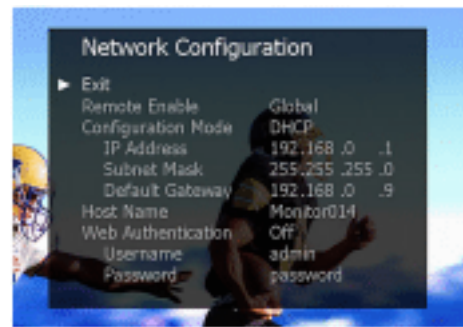 Network Configuration
► Exit
Remote Enable Global
Configuration Mode DHCP
IP Address 192.168 .0 .1
Subnet Mask 255.255 .255 .0
Default Gateway 192.168 .0 .9
Host Name Monitor014
Web Authentication Off
Username admin
Password password